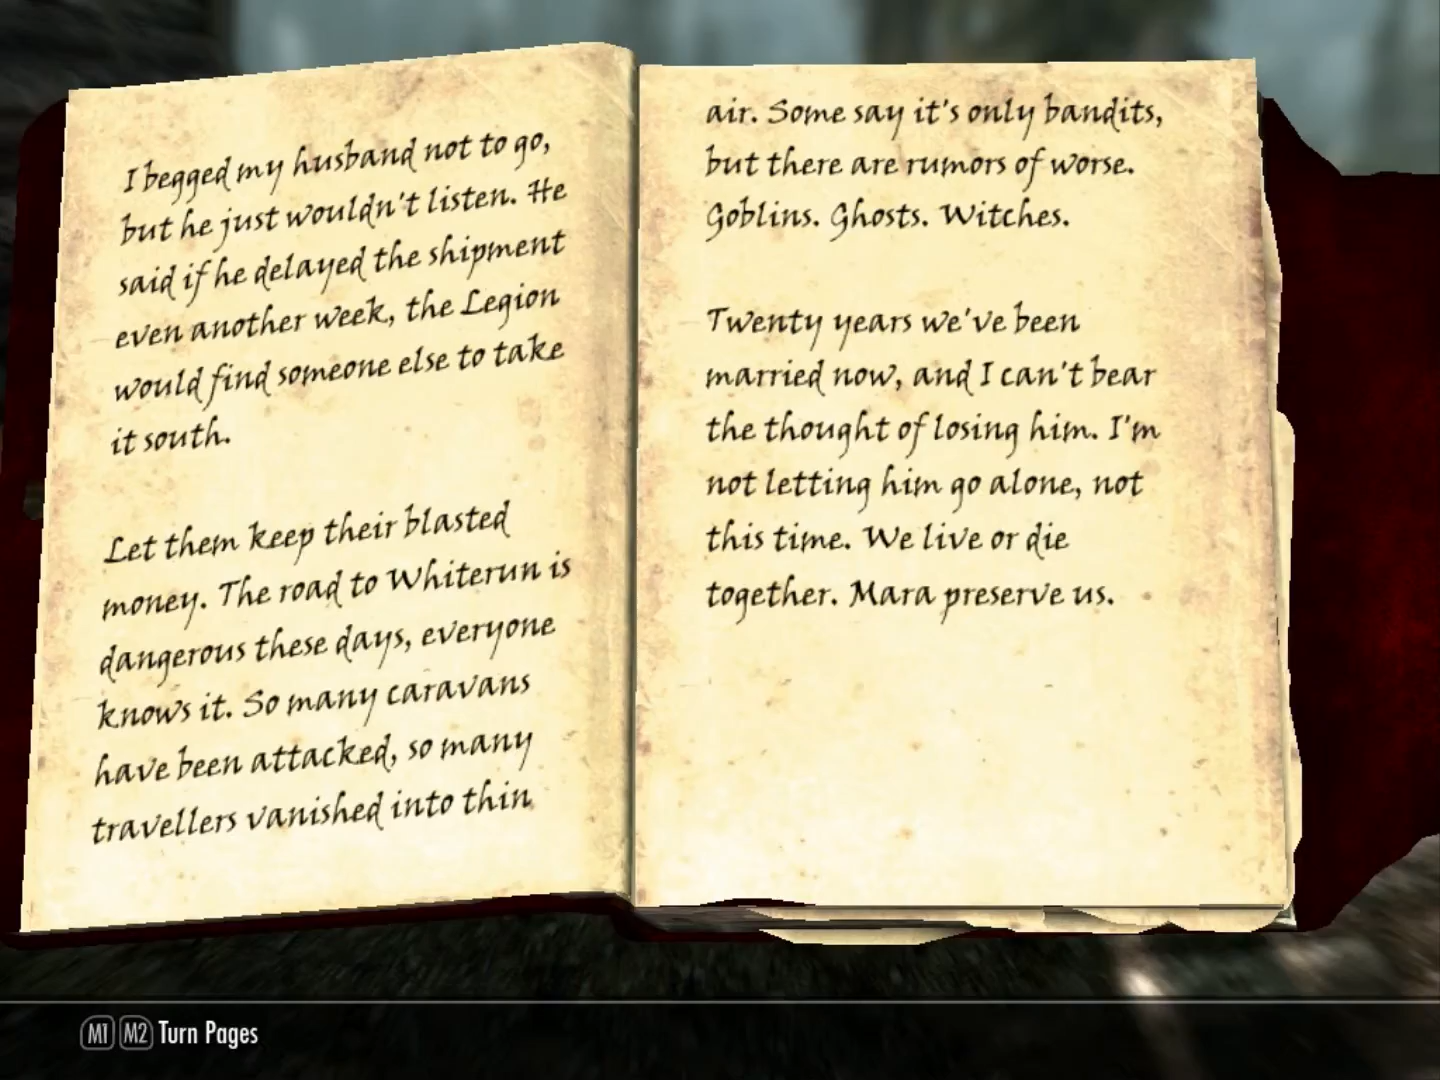 I begged my husband not to go,
but he just wouldn't listen. He
said if he delayed the shipment
even another week, the Legion
would find someone else to take
it south.
Let them keep their blasted
money. The road to Whiterun is
dangerous these days, everyone
knows it. So many caravans
have been attacked, so many
travellers vanished into thin
air. Some say it's only bandits,
but there are rumors of worse.
Goblins. Ghosts. Witches.
Twenty years we've been
married now, and I can't bear
the thought of losing him. I'm
not letting him go alone, not
this time. We live or die
together. Mara preserve us.
M1 M2 Turn Pages